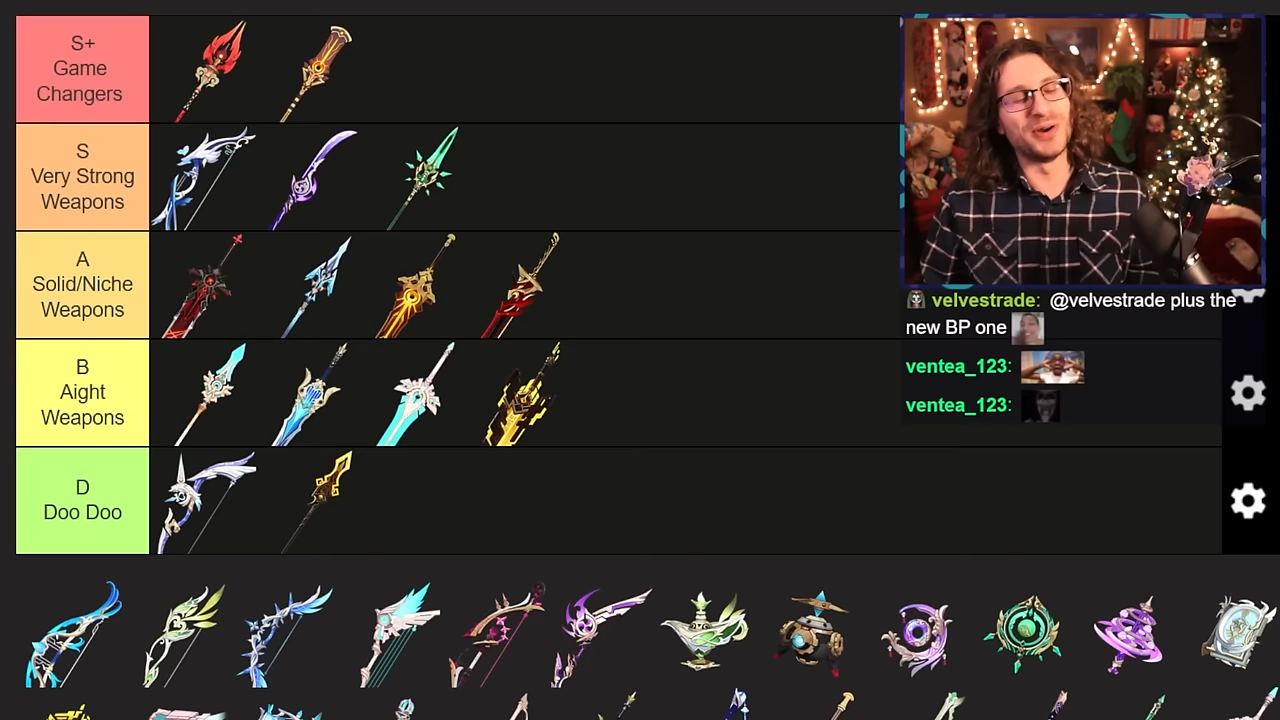 S+
Game
Changers
S
Very Strong
Weapons
A
Solid/Niche
Weapons
B
Aight
Weapons
D
Doo Doo
velvestrade: @velvestrade plus the
new BP one
ventea_123:
ventea_123: